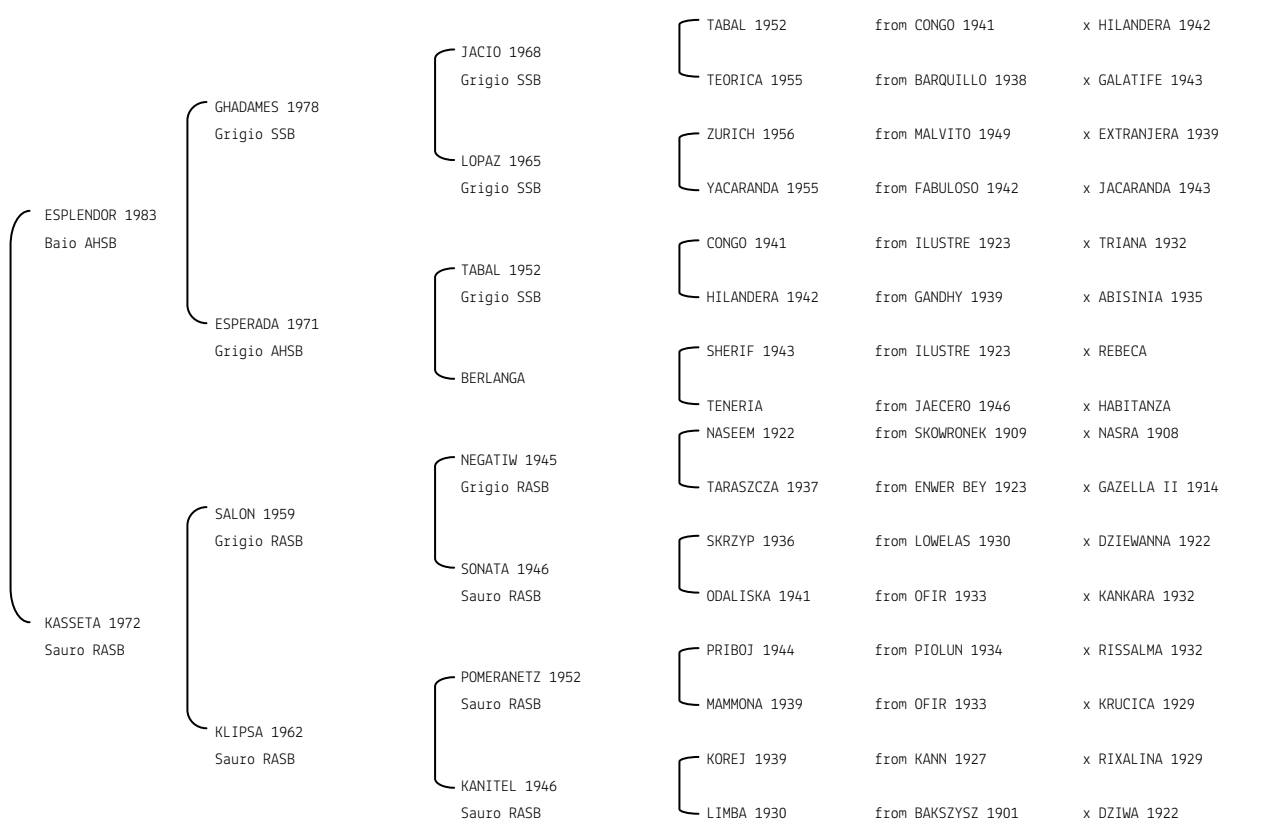 TABAL 1952 from CONGO 1941 x HILANDERA 1942
JACIO 1968
Grigio SSB TEORICA 1955 from BARQUILLO 1938 x GALATIFE 1943
GHADAMES 1978
Grigio SSB ZURICH 1956 from MALVITO 1949 x EXTRANJERA 1939
LOPAZ 1965
Grigio SSB YACARANDA 1955 from FABULOSO 1942 x JACARANDA 1943
ESPLENDOR 1983
Baio AHSB CONGO 1941 from ILUSTRE 1923 x TRIANA 1932
TABAL 1952
Grigio SSB HILANDERA 1942 from GANDHY 1939 x ABISINIA 1935
ESPERADA 1971
Grigio AHSB SHERIF 1943 from ILUSTRE 1923 x REBECA
BERLANGA
TENERIA from JAECERO 1946 x HABITANZA
NASEEM 1922 from SKOWRONEK 1909 x NASRA 1908
NEGATIW 1945
Grigio RASB TARASZCZA 1937 from ENWER BEY 1923 x GAZELLA II 1914
SALON 1959
Grigio RASB SKRZYP 1936 from LOWELAS 1930 x DZIEWANNA 1922
SONATA 1946
Sauro RASB ODALISKA 1941 from OFIR 1933 x KANKARA 1932
KASSETA 1972
Sauro RASB PRIBOJ 1944 from PIOLUN 1934 x RISSALMA 1932
POMERANETZ 1952
Sauro RASB MAMMONA 1939 from OFIR 1933 x KRUCICA 1929
KLIPSA 1962
Sauro RASB KOREJ 1939 from KANN 1927 x RIXALINA 1929
KANITEL 1946
Sauro RASB LIMBA 1930 from BAKSZYSZ 1901 x DZIWA 1922